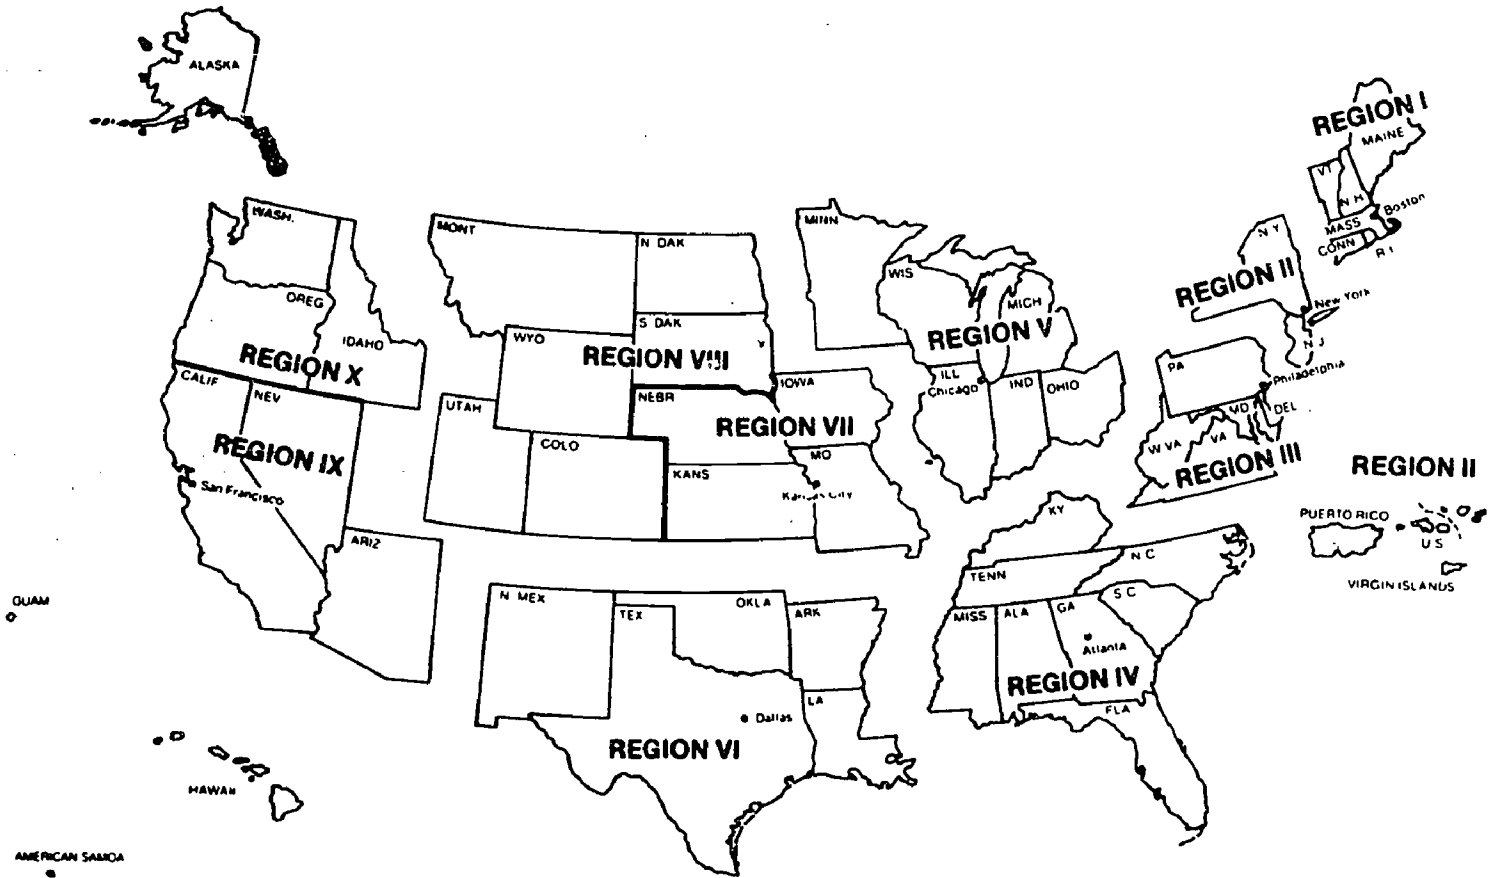 ALASKA
REGION I
MAINE
VT
N H
Boston
MASS
CONN
R I
WASH.
MONT
N DAK
MINN
N Y
WIS
REGION II
OREG
MICH
New York
S DAK
WYO
REGION V
IDAHO
REGION VIII
N J
REGION X
PA
CALIF
ILL
Chicago
IND
OHIO
Philadelphia
IOWA
NEV
NEBR
UTAH
MD
DEL
REGION VII
COLO
W VA
VA
REGION IX
MO
REGION III
REGION II
KANS
San Francisco
Kansas City
KY
PUERTO RICO
U S
VIRGIN ISLANDS
ARIZ
N C
TENN
GUAM
N MEX
OKLA
TEX
ARK
MISS
ALA
GA
S C
Atlanta
REGION IV
LA
FLA
Dallas
REGION VI
HAWAII
AMERICAN SAMOA